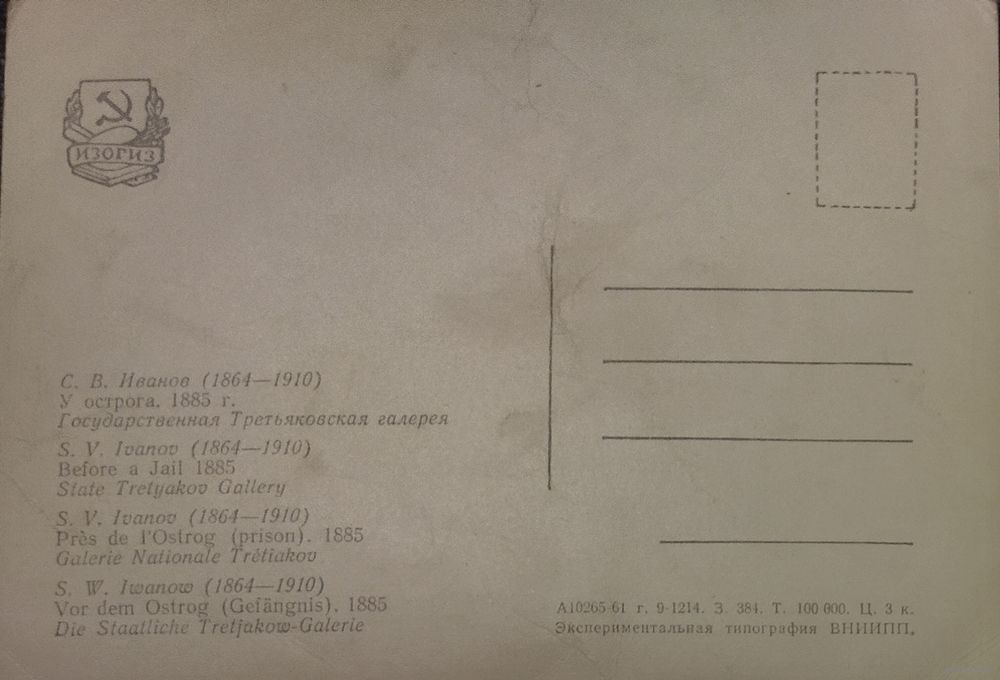 ИЗОГИЗ
С. В. Иванов (1864—1910)
У острога. 1885 г.
Государственная Третьяковская галерея
S. V. Ivanov (1864—1910)
Before a Jail 1885
State Tretyakov Gallery
S. V. Ivanov (1864—1910)
Près de l'Ostrog (prison). 1885
Galerie Nationale Trétiakov
S. W. Iwanow (1864—1910)
Vor dem Ostrog (Gefängnis). 1885
Die Staatliche Tretjakow-Galerie
А10265-61 г. 9-1214. З. 384. Т. 100 000. Ц. 3 к.
Экспериментальная типография ВНИИПП.